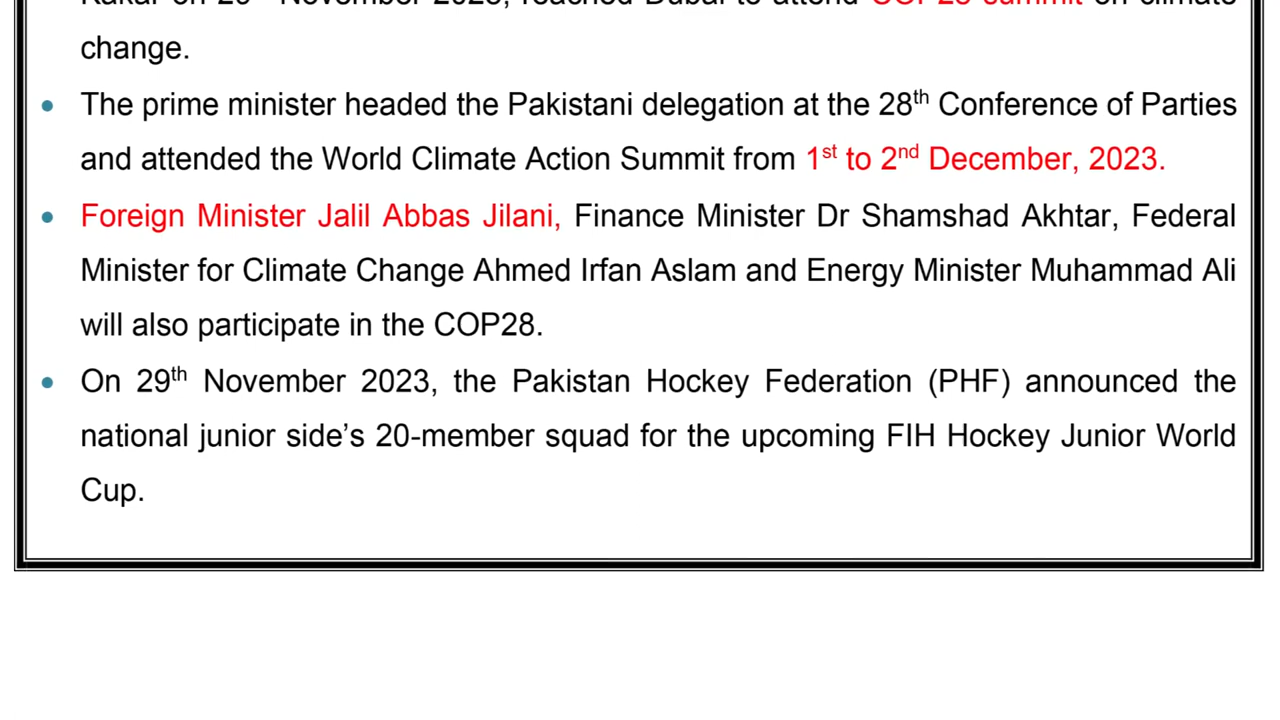 change.
The prime minister headed the Pakistani delegation at the 28th Conference of Parties
and attended the World Climate Action Summit from 1st to 2nd December, 2023.
Foreign Minister Jalil Abbas Jilani, Finance Minister Dr Shamshad Akhtar, Federal
Minister for Climate Change Ahmed Irfan Aslam and Energy Minister Muhammad Ali
will also participate in the COP28.
On 29th November 2023, the Pakistan Hockey Federation (PHF) announced the
national junior side's 20-member squad for the upcoming FIH Hockey Junior World
Cup.